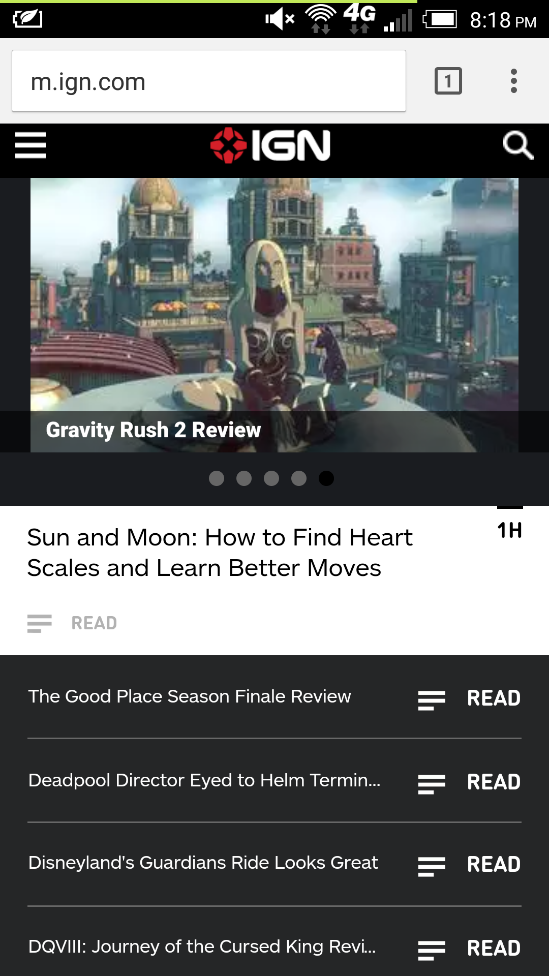 4G 8:18 PM
m.ign.com 1
IGN
Gravity Rush 2 Review
Sun and Moon: How to Find Heart 1H
Scales and Learn Better Moves
READ
The Good Place Season Finale Review READ
Deadpool Director Eyed to Helm Termin... READ
Disneyland's Guardians Ride Looks Great READ
DQVIII: Journey of the Cursed King Revi... READ